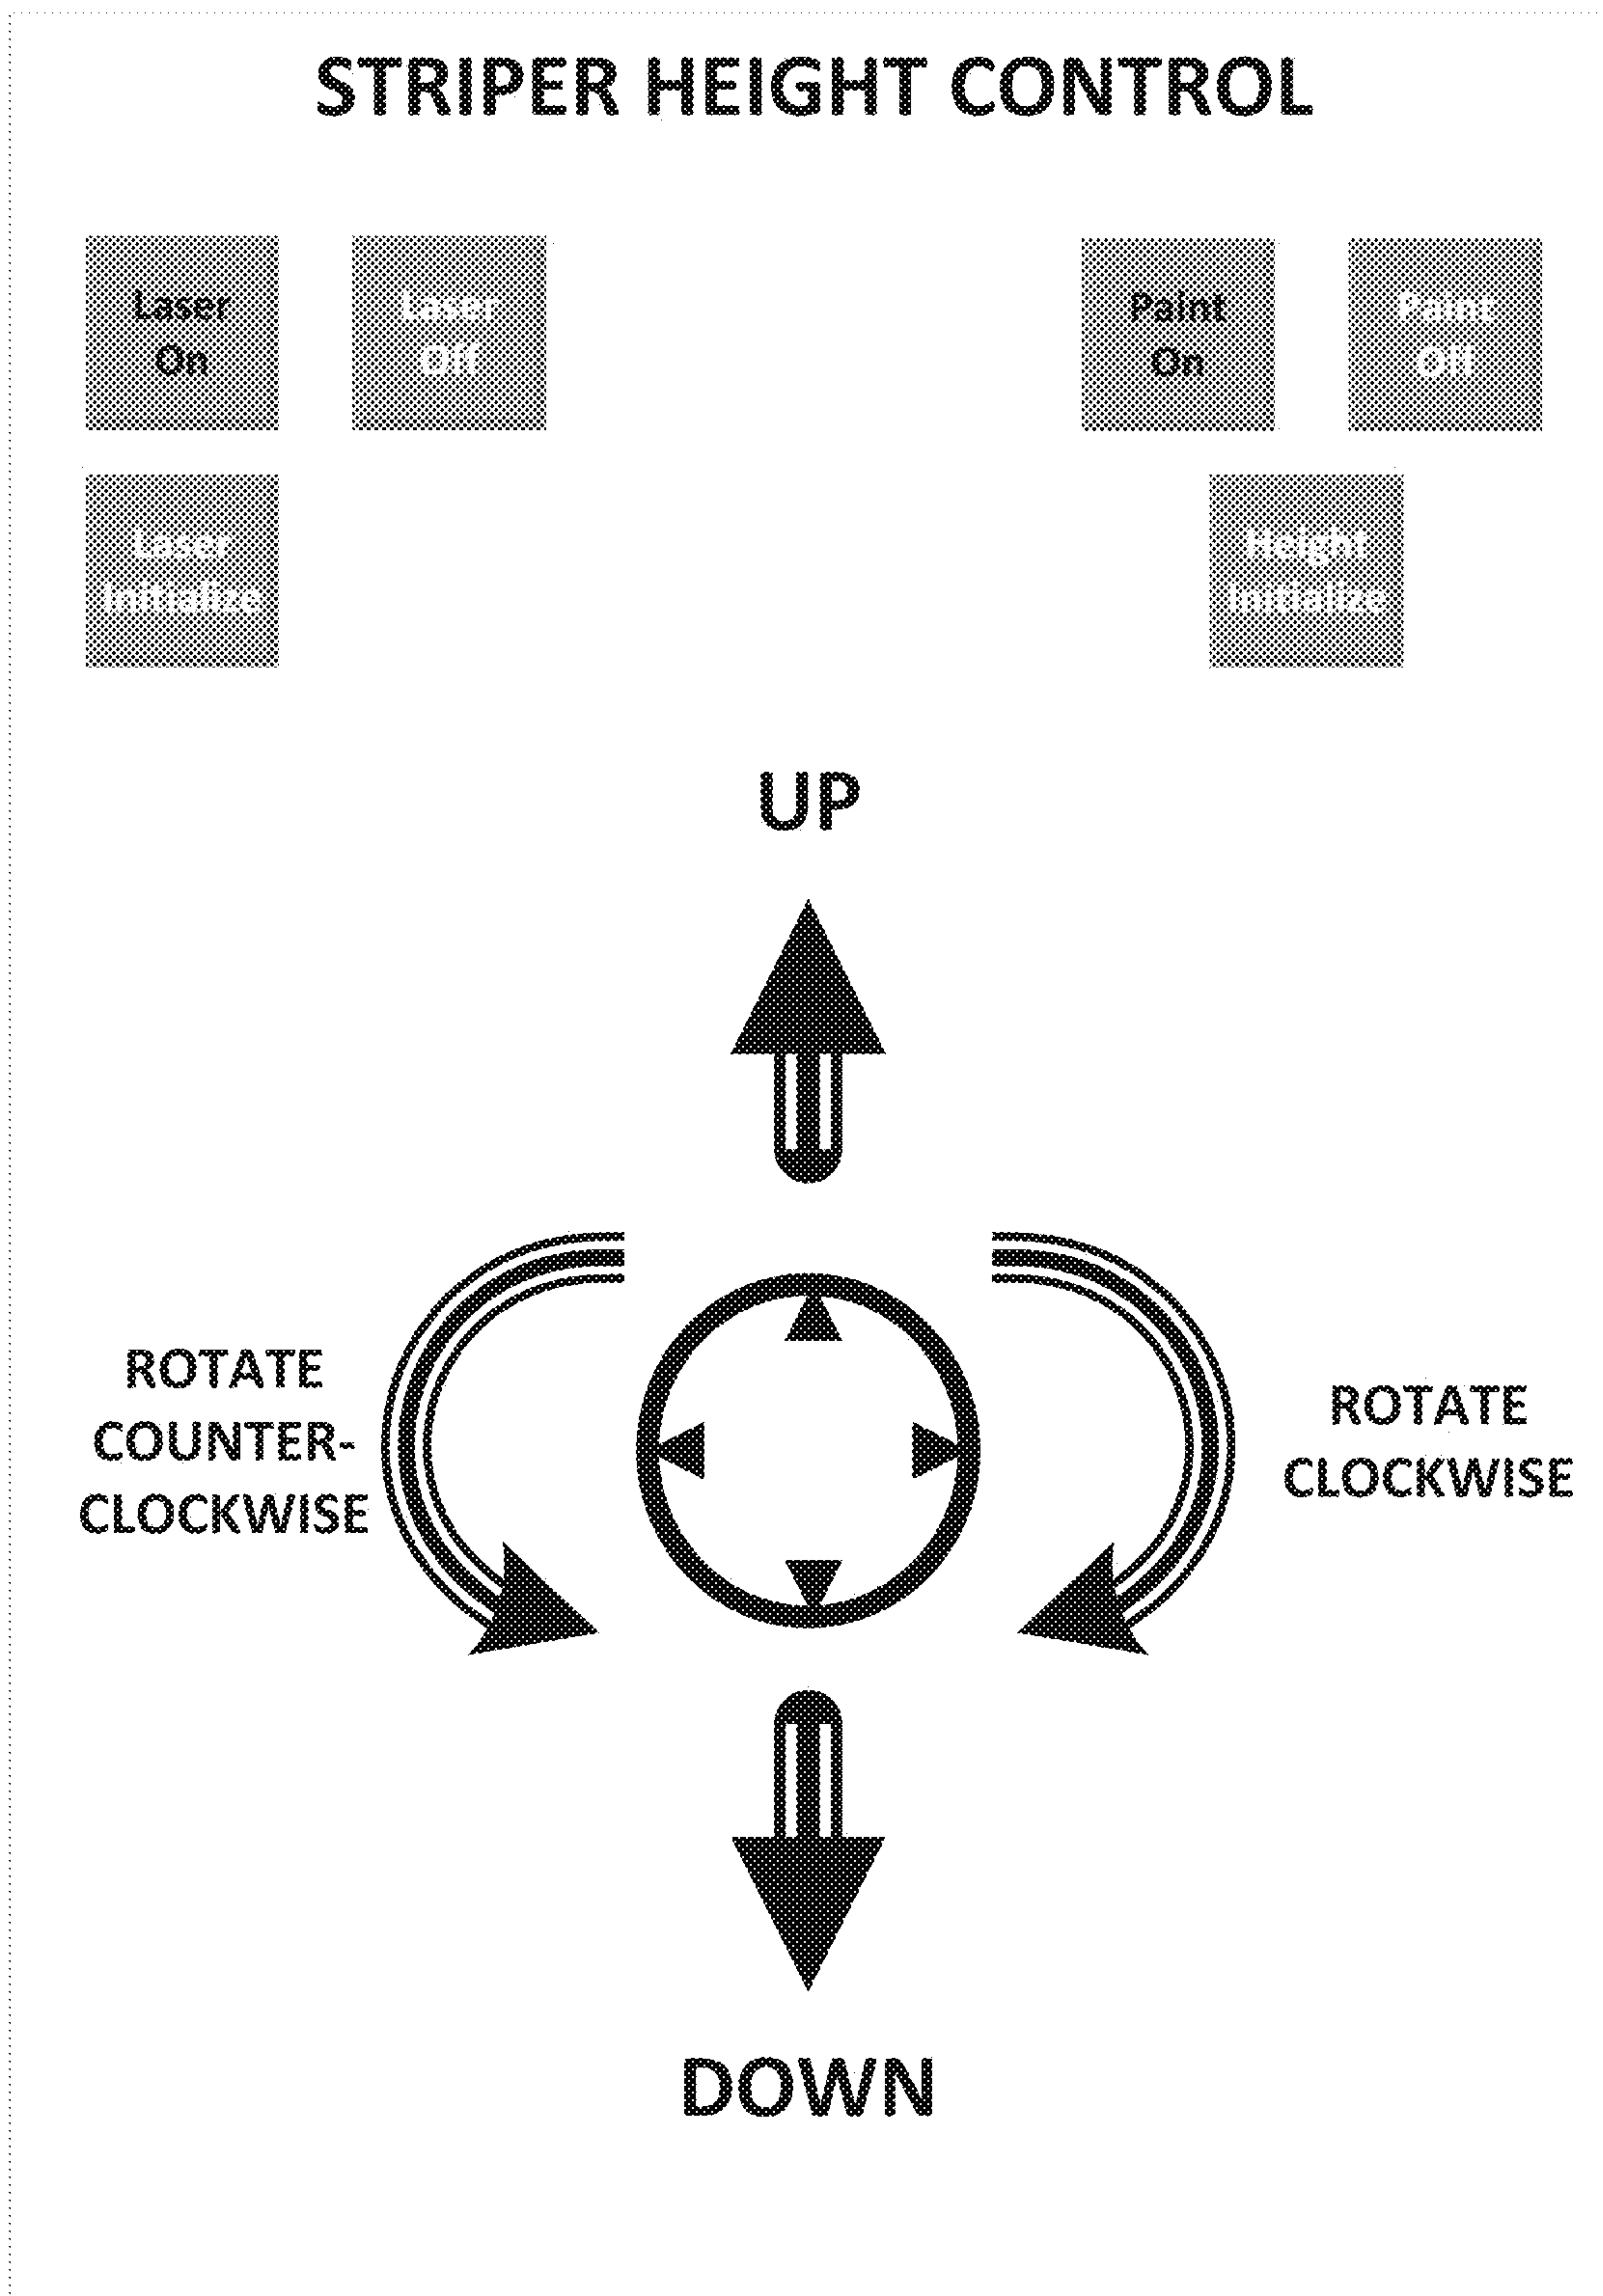 STRIPER HEIGHT CONTROL
Laser
On
Laser
Off
Paint
On
Paint
Off
Laser
Initialize
Height
Initialize
UP
ROTATE
COUNTER-
CLOCKWISE
ROTATE
CLOCKWISE
DOWN